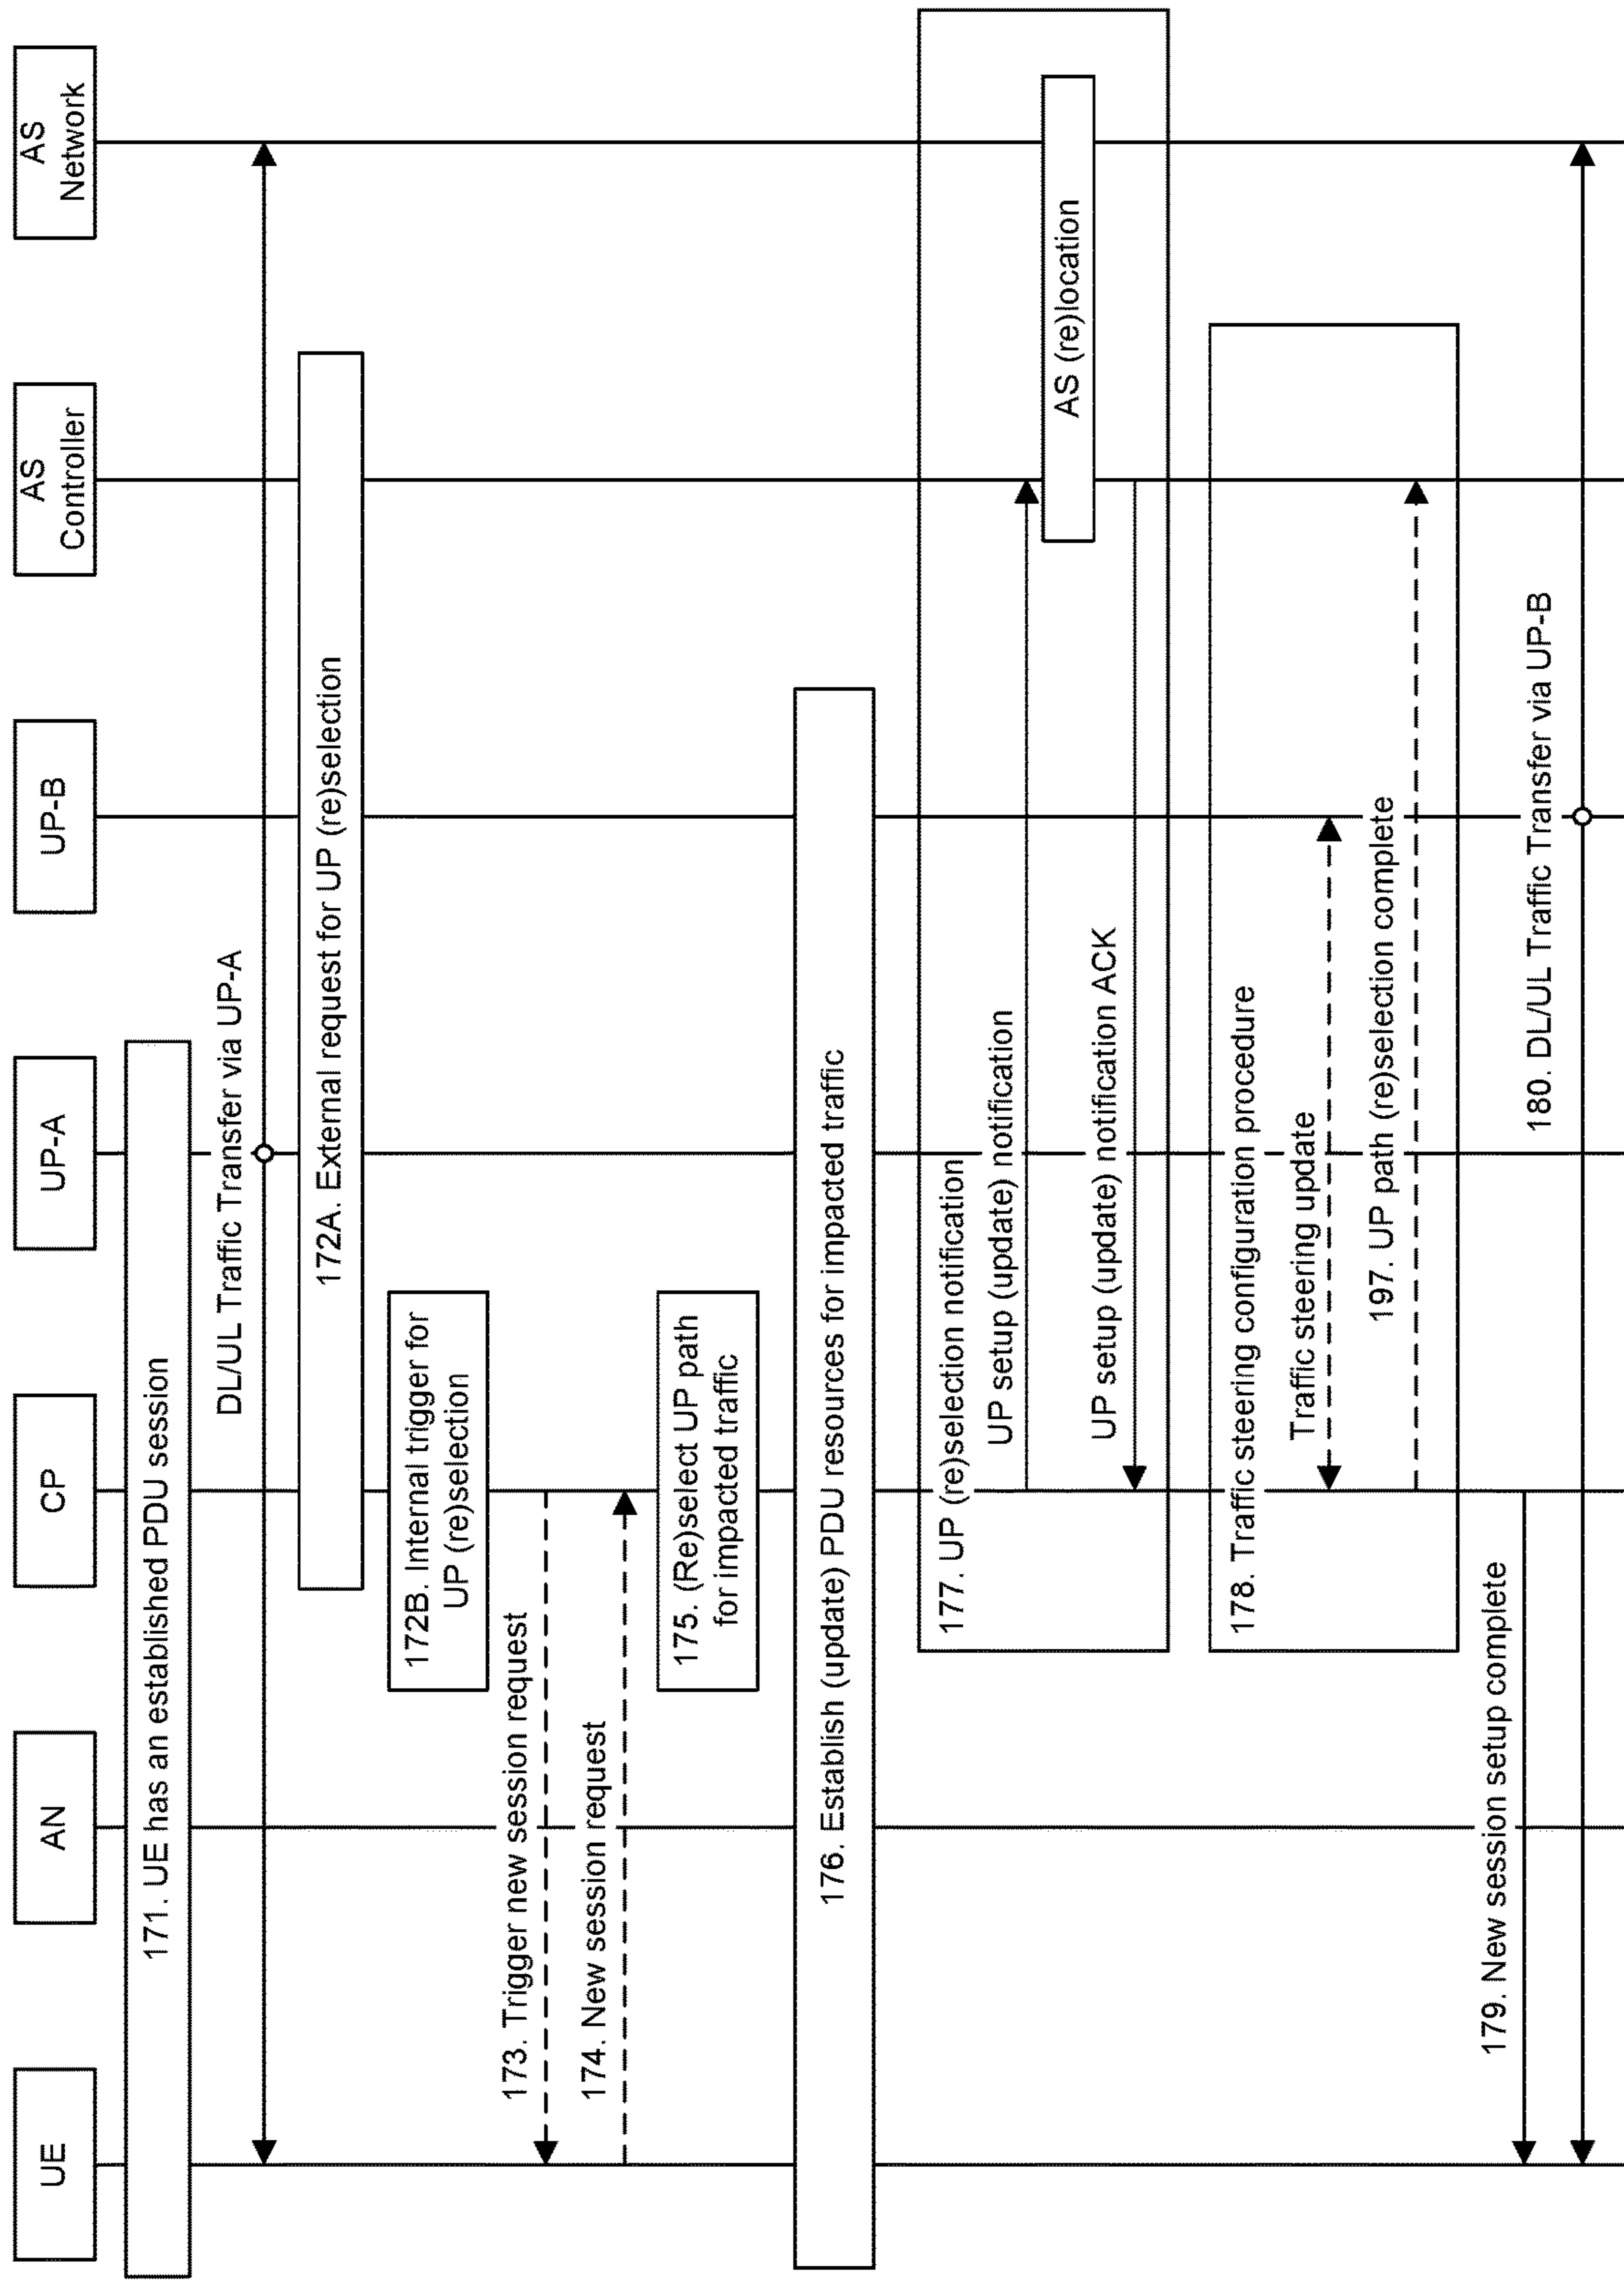 UE
AN
CP
UP-A
UP-B
AS
Controller
AS
Network
171. UE has an established PDU session
DL/UL Traffic Transfer via UP-A
172A. External request for UP (re)selection
172B. Internal trigger for
UP (re)selection
173. Trigger new session request
174. New session request
175. (Re)select UP path
for impacted traffic
176. Establish (update) PDU resources for impacted traffic
177. UP (re)selection notification
UP setup (update) notification
AS (re)location
UP setup (update) notification ACK
178. Traffic steering configuration procedure
Traffic steering update
197. UP path (re)selection complete
179. New session setup complete
180. DL/UL Traffic Transfer via UP-B